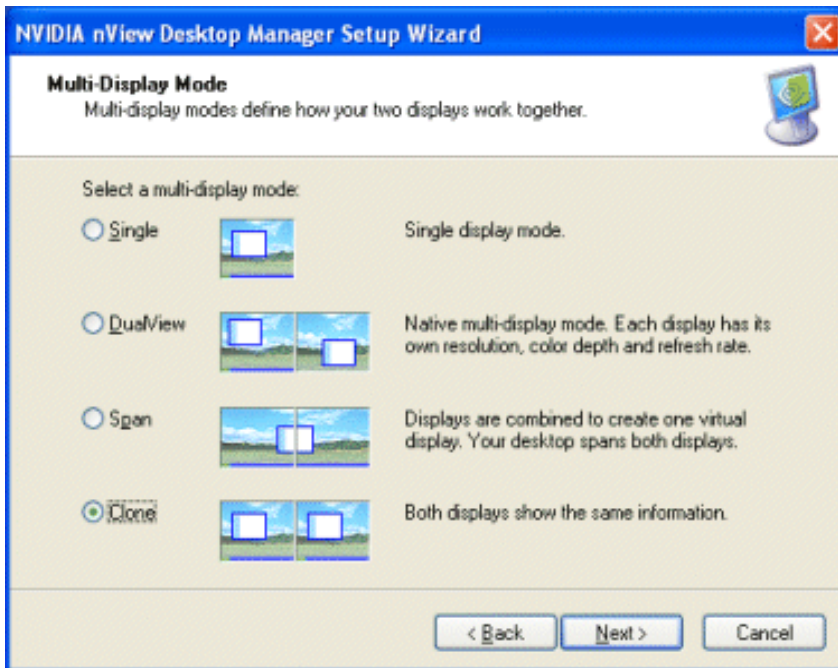 NVIDIA nView Desktop Manager Setup Wizard
Multi-Display Mode
Multi-display modes define how your two displays work together.
Select a multi-display mode:
Single
Single display mode.
DualView
Native multi-display mode. Each display has its
own resolution, color depth and refresh rate.
Span
Displays are combined to create one virtual
display. Your desktop spans both displays.
Clone
Both displays show the same information.
< Back
Next >
Cancel